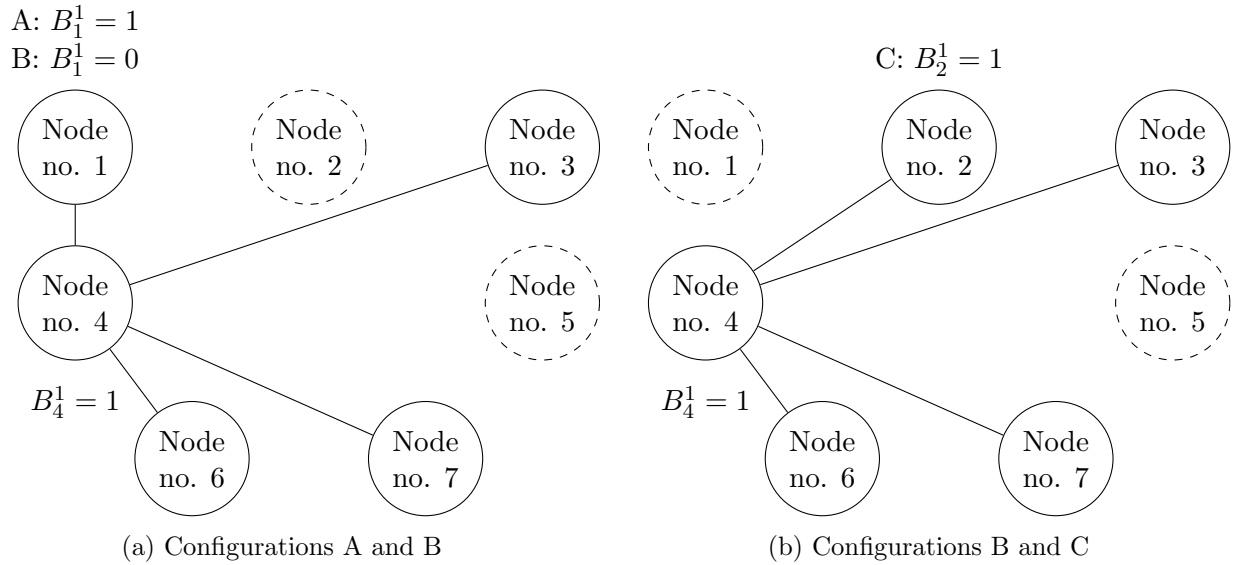 A: $B_1^1 = 1$
B: $B_1^1 = 0$
C: $B_2^1 = 1$
Node
no. 1
Node
no. 2
Node
no. 3
Node
no. 1
Node
no. 2
Node
no. 3
Node
no. 4
Node
no. 5
Node
no. 4
Node
no. 5
$B_4^1 = 1$
$B_4^1 = 1$
Node
no. 6
Node
no. 7
Node
no. 6
Node
no. 7
(a) Configurations A and B
(b) Configurations B and C